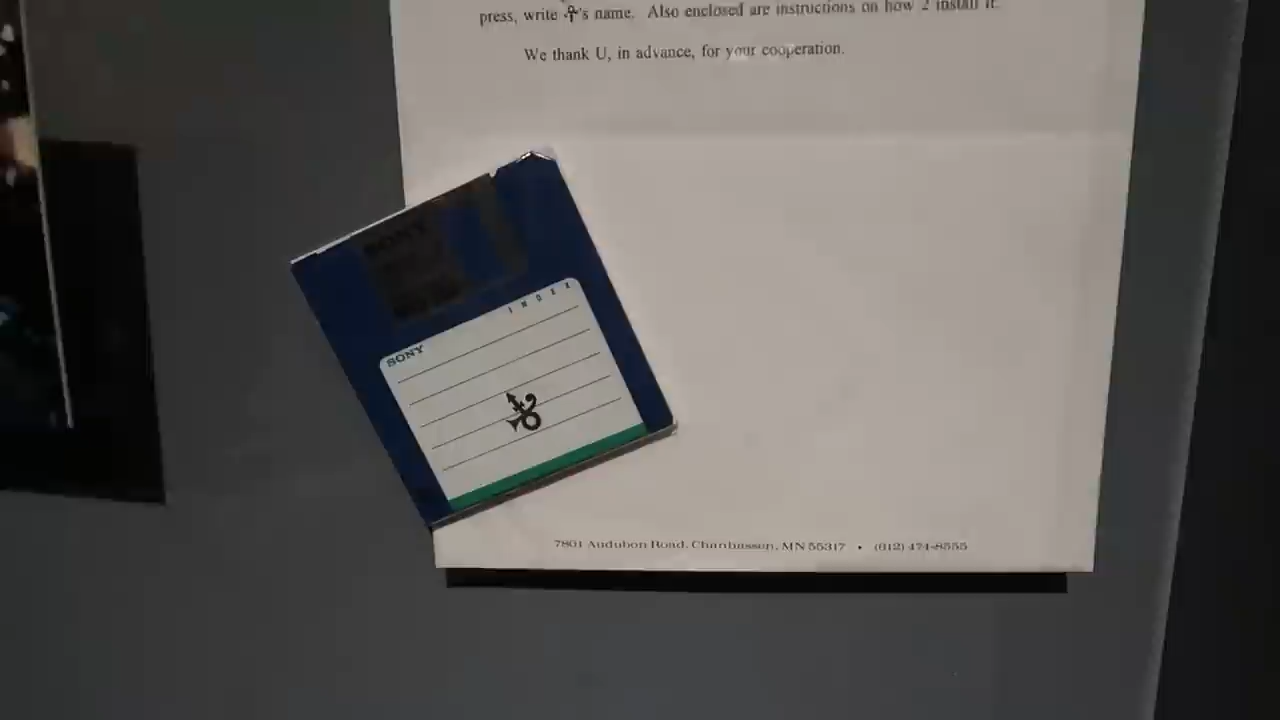 press, write 's name. Also enclosed are instructions on how 2 install it.
We thank U, in advance, for your cooperation.
SONY
INDEX
SONY
7801 Audubon Road, Chanhassen, MN 55317 • (612) 474-8555